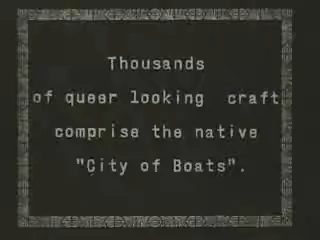 Thousands
of queer looking craft
comprise the native
"City of Boats".